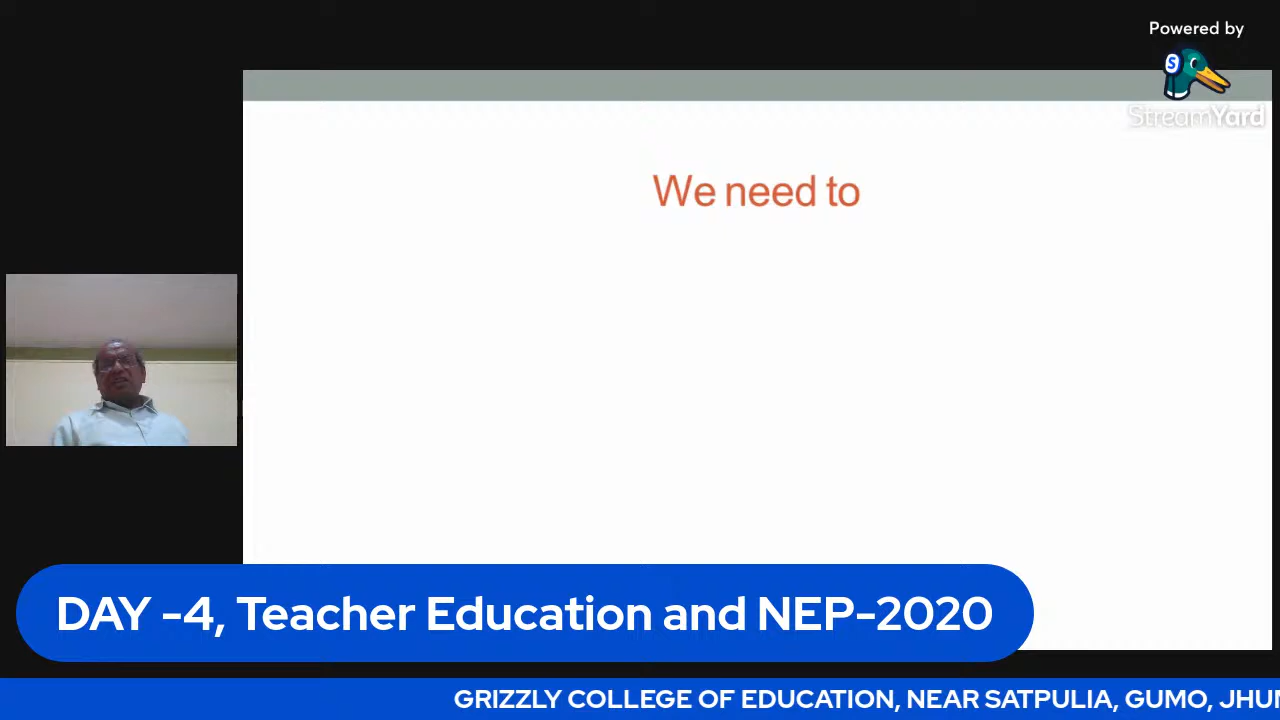 Powered by
StreamYard
We need to
DAY -4, Teacher Education and NEP-2020
GRIZZLY COLLEGE OF EDUCATION, NEAR SATPULIA, GUMO,